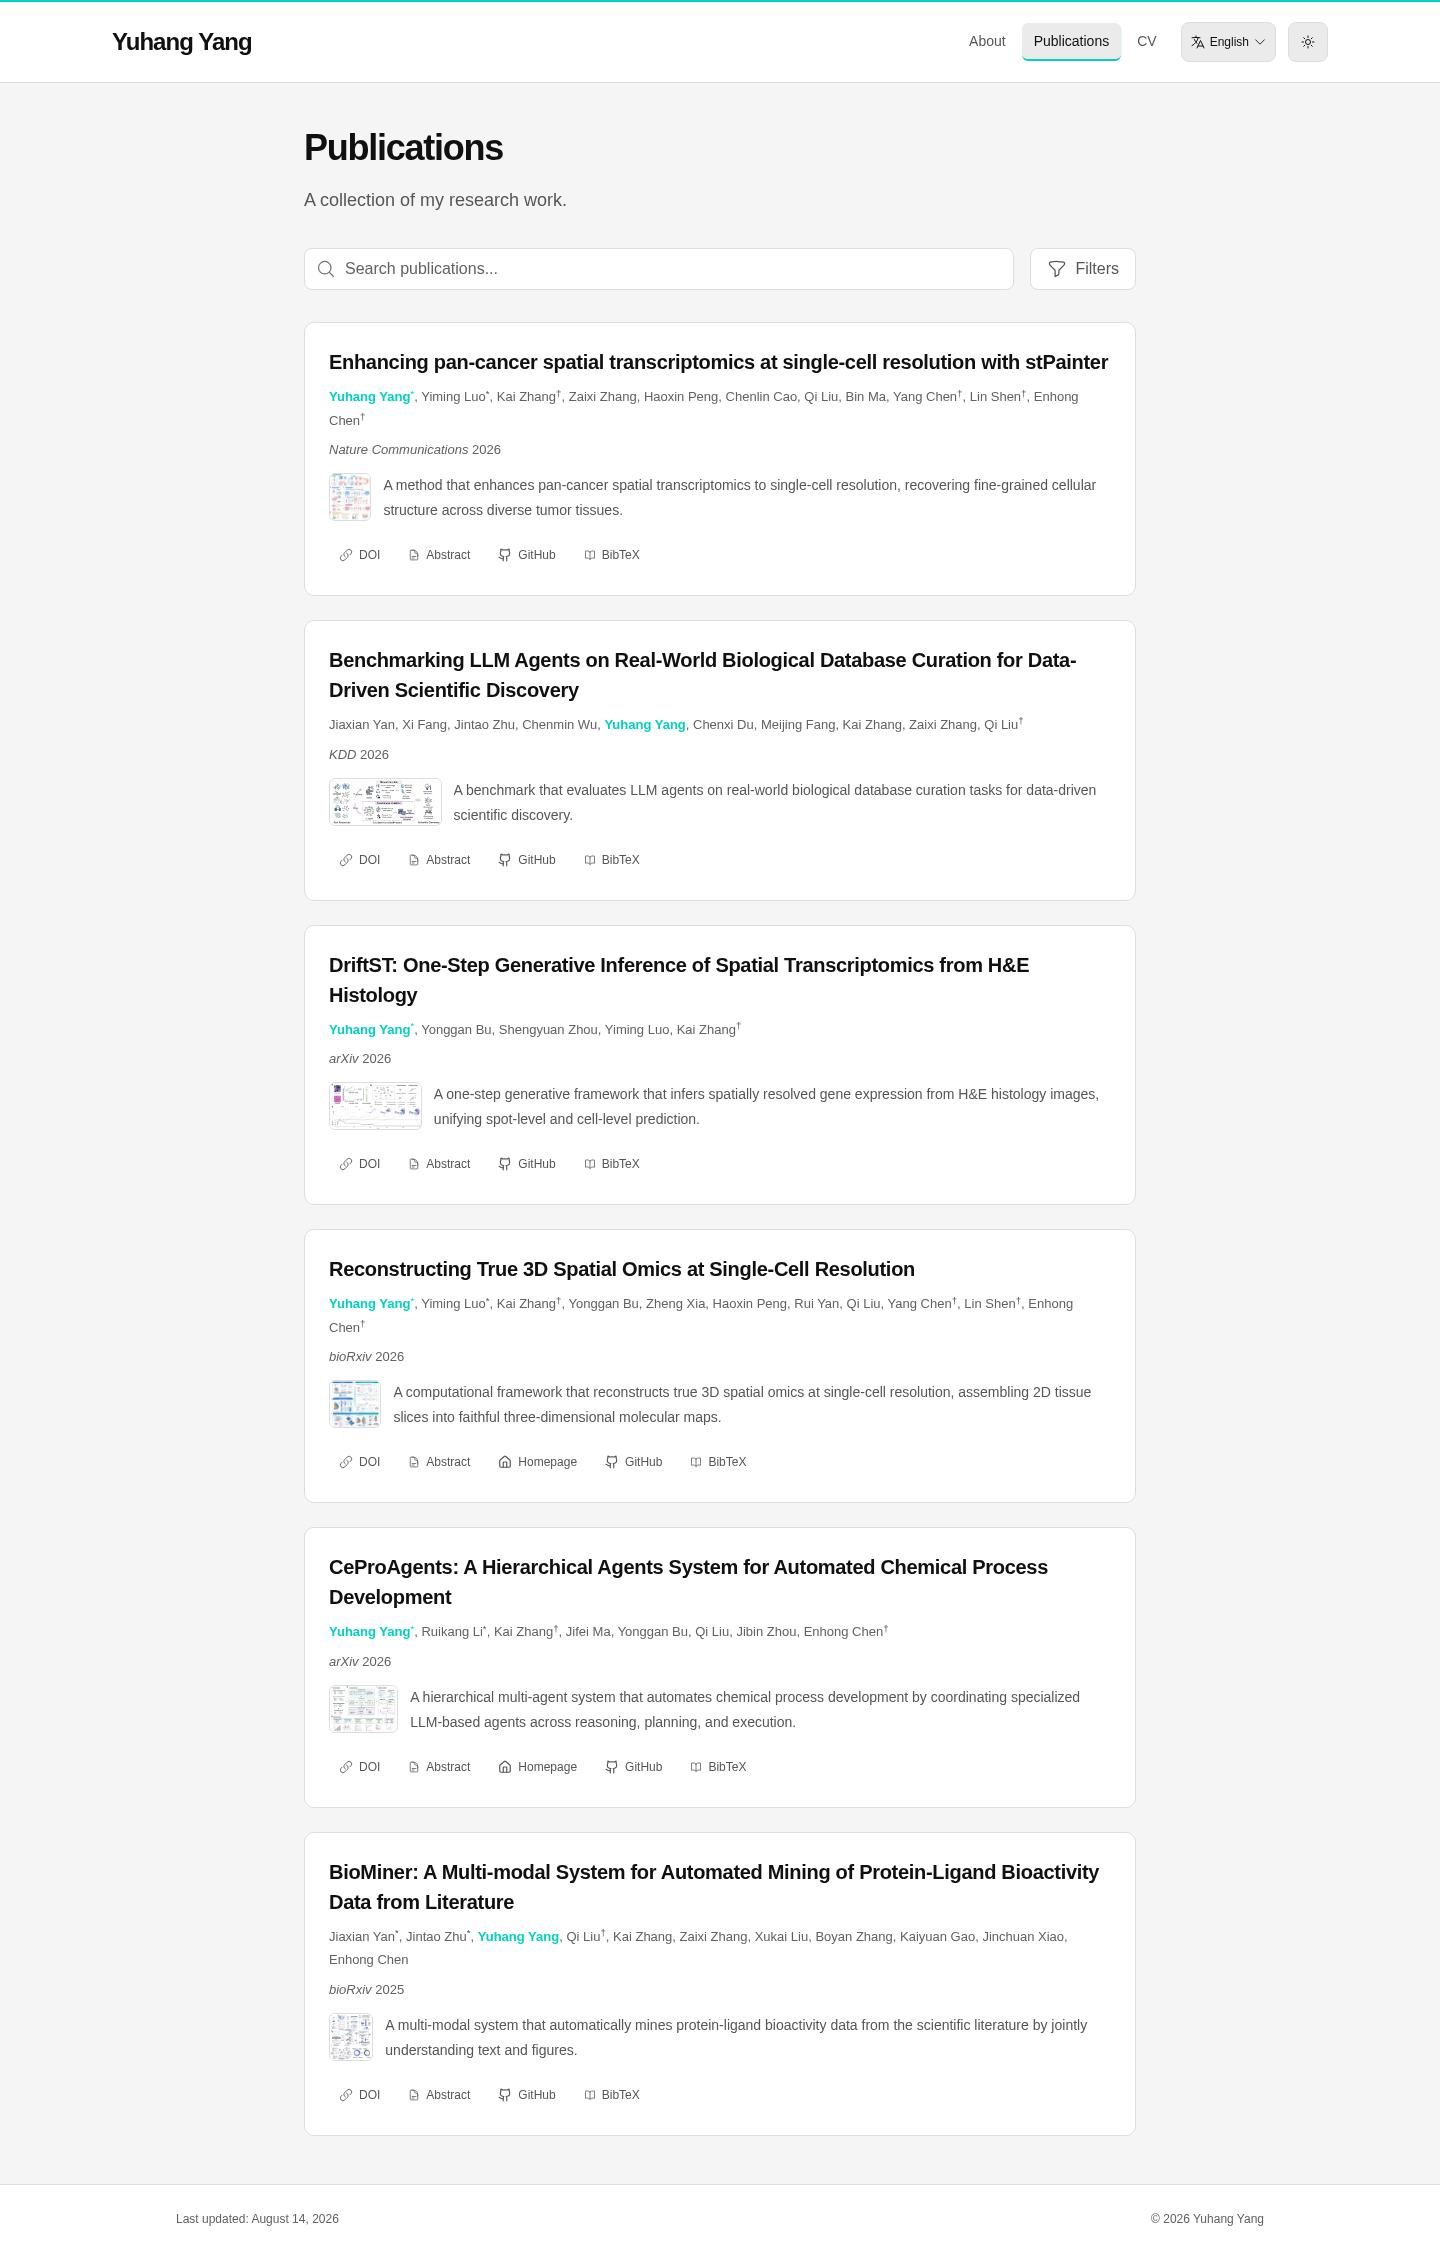 Yuhang Yang
About
Publications
CV
English
Publications
A collection of my research work.
Search publications...
Filters
Enhancing pan-cancer spatial transcriptomics at single-cell resolution with stPainter
Yuhang Yang*, Yiming Luo*, Kai Zhang†, Zaixi Zhang, Haoxin Peng, Chenlin Cao, Qi Liu, Bin Ma, Yang Chen†, Lin Shen†, Enhong
Chen†
Nature Communications 2026
A method that enhances pan-cancer spatial transcriptomics to single-cell resolution, recovering fine-grained cellular
structure across diverse tumor tissues.
DOI
Abstract
GitHub
BibTeX
Benchmarking LLM Agents on Real-World Biological Database Curation for Data-
Driven Scientific Discovery
Jiaxian Yan, Xi Fang, Jintao Zhu, Chenmin Wu, Yuhang Yang, Chenxi Du, Meijing Fang, Kai Zhang, Zaixi Zhang, Qi Liu†
KDD 2026
A benchmark that evaluates LLM agents on real-world biological database curation tasks for data-driven
scientific discovery.
DOI
Abstract
GitHub
BibTeX
DriftST: One-Step Generative Inference of Spatial Transcriptomics from H&E
Histology
Yuhang Yang*, Yonggan Bu, Shengyuan Zhou, Yiming Luo, Kai Zhang†
arXiv 2026
A one-step generative framework that infers spatially resolved gene expression from H&E histology images,
unifying spot-level and cell-level prediction.
DOI
Abstract
GitHub
BibTeX
Reconstructing True 3D Spatial Omics at Single-Cell Resolution
Yuhang Yang*, Yiming Luo*, Kai Zhang†, Yonggan Bu, Zheng Xia, Haoxin Peng, Rui Yan, Qi Liu, Yang Chen†, Lin Shen†, Enhong
Chen†
bioRxiv 2026
A computational framework that reconstructs true 3D spatial omics at single-cell resolution, assembling 2D tissue
slices into faithful three-dimensional molecular maps.
DOI
Abstract
Homepage
GitHub
BibTeX
CeProAgents: A Hierarchical Agents System for Automated Chemical Process
Development
Yuhang Yang*, Ruikang Li*, Kai Zhang†, Jifei Ma, Yonggan Bu, Qi Liu, Jibin Zhou, Enhong Chen†
arXiv 2026
A hierarchical multi-agent system that automates chemical process development by coordinating specialized
LLM-based agents across reasoning, planning, and execution.
DOI
Abstract
Homepage
GitHub
BibTeX
BioMiner: A Multi-modal System for Automated Mining of Protein-Ligand Bioactivity
Data from Literature
Jiaxian Yan*, Jintao Zhu*, Yuhang Yang, Qi Liu†, Kai Zhang, Zaixi Zhang, Xukai Liu, Boyan Zhang, Kaiyuan Gao, Jinchuan Xiao,
Enhong Chen
bioRxiv 2025
A multi-modal system that automatically mines protein-ligand bioactivity data from the scientific literature by jointly
understanding text and figures.
DOI
Abstract
GitHub
BibTeX
Last updated: August 14, 2026
© 2026 Yuhang Yang